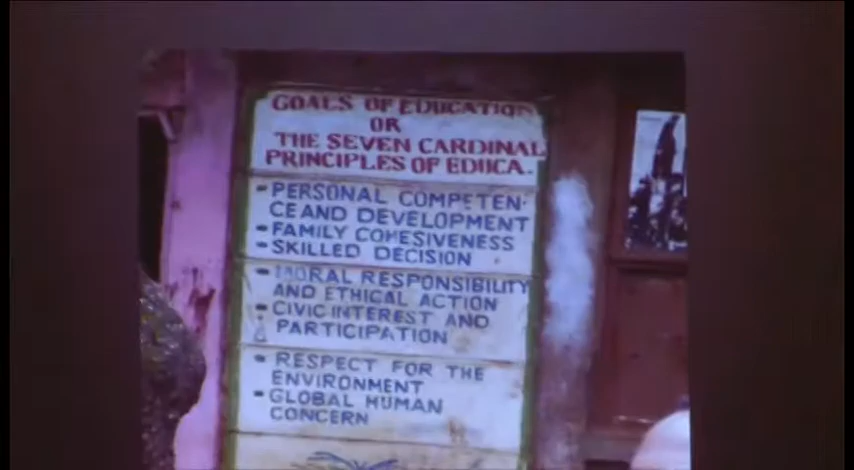 GOALS OF EDUCATION
OR
THE SEVEN CARDINAL
PRINCIPLES OF EDUCA.
• PERSONAL COMPETEN-
CE AND DEVELOPMENT
• FAMILY COHESIVENESS
• SKILLED DECISION
• MORAL RESPONSIBILITY
AND ETHICAL ACTION
• CIVIC INTEREST AND
PARTICIPATION
• RESPECT FOR THE
ENVIRONMENT
• GLOBAL HUMAN
CONCERN